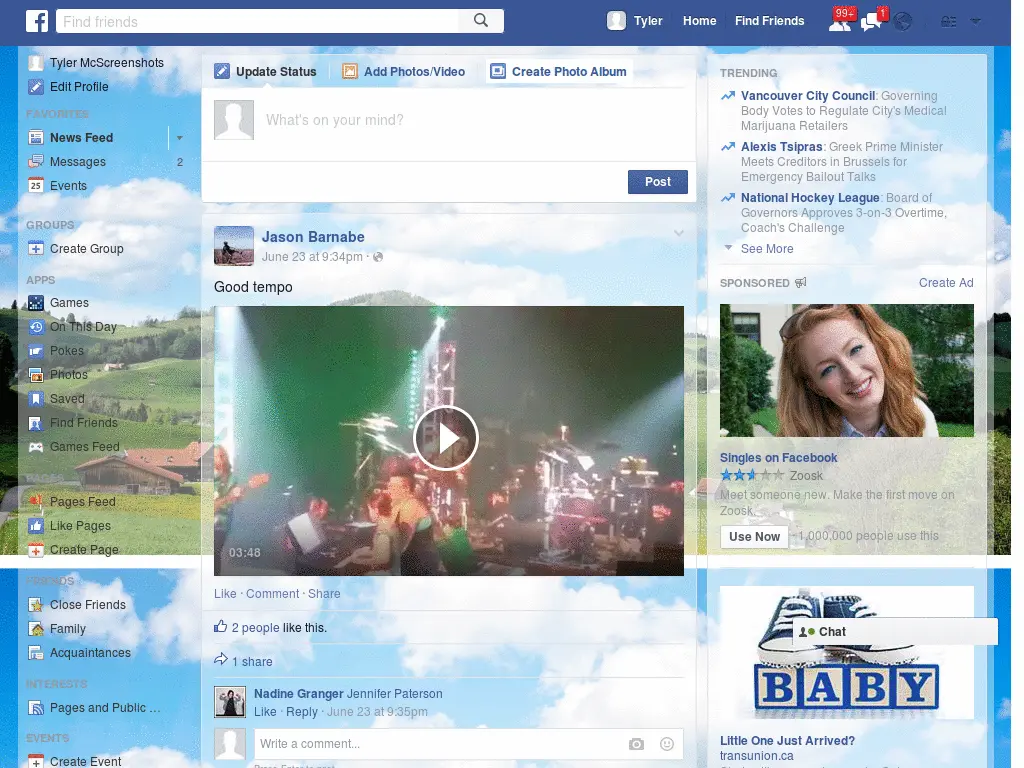 f
Find friends
Tyler
Home
Find Friends
99+
1
Tyler McScreenshots
Edit Profile
FAVORITES
News Feed
Messages
2
25
Events
GROUPS
Create Group
APPS
Games
On This Day
Pokes
Photos
Saved
Find Friends
Games Feed
Pages Feed
Like Pages
Create Page
FRIENDS
Close Friends
Family
Acquaintances
INTERESTS
Pages and Public ...
EVENTS
Create Event
Update Status
Add Photos/Video
Create Photo Album
What's on your mind?
Post
Jason Barnabe
June 23 at 9:34pm ·
Good tempo
03:48
Like · Comment · Share
2 people like this.
1 share
Nadine Granger Jennifer Paterson
Like · Reply · June 23 at 9:35pm
Write a comment...
TRENDING
Vancouver City Council: Governing
Body Votes to Regulate City's Medical
Marijuana Retailers
Alexis Tsipras: Greek Prime Minister
Meets Creditors in Brussels for
Emergency Bailout Talks
National Hockey League: Board of
Governors Approves 3-on-3 Overtime,
Coach's Challenge
See More
SPONSORED
Create Ad
Singles on Facebook
Zoosk
Meet someone new. Make the first move on
Zoosk.
Use Now
· 1,000,000 people use this
Chat
BABY
Little One Just Arrived?
transunion.ca